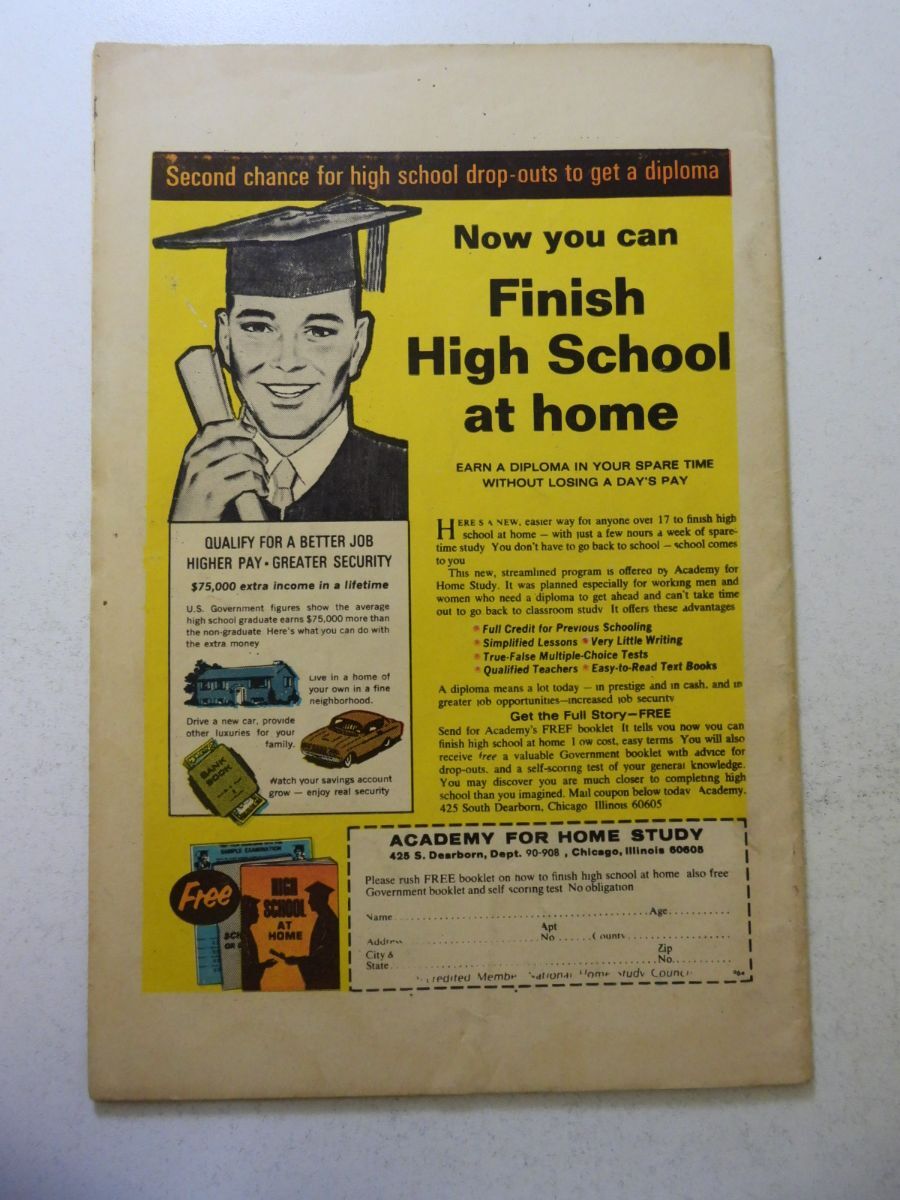 Second chance for high school drop-outs to get a diploma
Now you can
Finish
High School
at home
EARN A DIPLOMA IN YOUR SPARE TIME
WITHOUT LOSING A DAY'S PAY
HERE'S A NEW, easier way for anyone over 17 to finish high
school at home – with just a few hours a week of spare-
time study You don't have to go back to school – school comes
to you
This new, streamlined program is offered by Academy for
Home Study. It was planned especially for working men and
women who need a diploma to get ahead and can't take time
out to go back to classroom study It offers these advantages
* Full Credit for Previous Schooling
* Simplified Lessons * Very Little Writing
* True-False Multiple-Choice Tests
* Qualified Teachers * Easy-to-Read Text Books
A diploma means a lot today – in prestige and in cash, and in
greater job opportunities—increased job security
Get the Full Story—FREE
Send for Academy's FREE booklet It tells you now you can
finish high school at home Low cost, easy terms You will also
receive free a valuable Government booklet with advice for
drop-outs, and a self-scoring test of your general knowledge.
You may discover you are much closer to completing high
school than you imagined. Mail coupon below today Academy,
425 South Dearborn, Chicago Illinois 60605
QUALIFY FOR A BETTER JOB
HIGHER PAY • GREATER SECURITY
$75,000 extra income in a lifetime
U.S. Government figures show the average
high school graduate earns $75,000 more than
the non-graduate Here's what you can do with
the extra money
Live in a home of
your own in a fine
neighborhood.
Drive a new car, provide
other luxuries for your
family.
BANK
BOOK
Watch your savings account
grow — enjoy real security
SAMPLE EXAMINATION
Free
HIGH
SCHOOL
AT
HOME
ACADEMY FOR HOME STUDY
425 S. Dearborn, Dept. 90-908 , Chicago, Illinois 60605
Please rush FREE booklet on how to finish high school at home also free
Government booklet and self scoring test No obligation
Name Age
Apt
Address No County
City & Zip
State No.
Accredited Member National Home Study Council